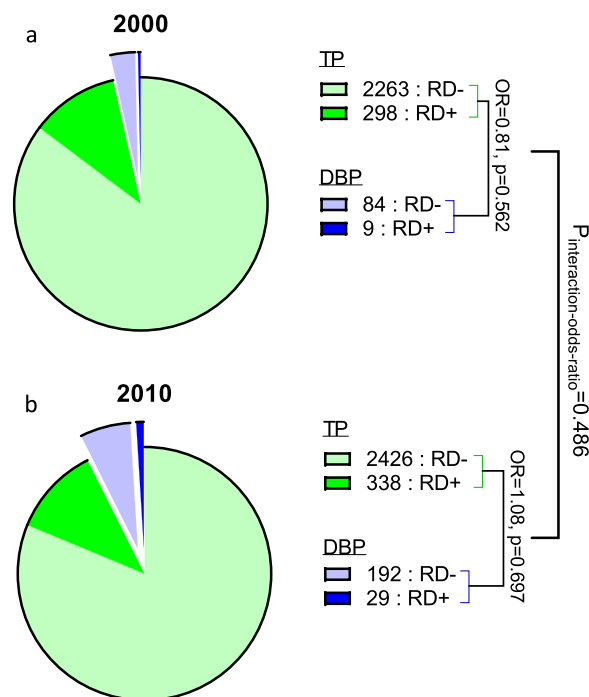 a
2000
TP
2263 : RD-
298 : RD+
DBP
84 : RD-
9 : RD+
OR=0.81, p=0.562
b
2010
TP
2426 : RD-
338 : RD+
DBP
192 : RD-
29 : RD+
OR=1.08, p=0.697
Pinteraction-odds-ratio=0.486